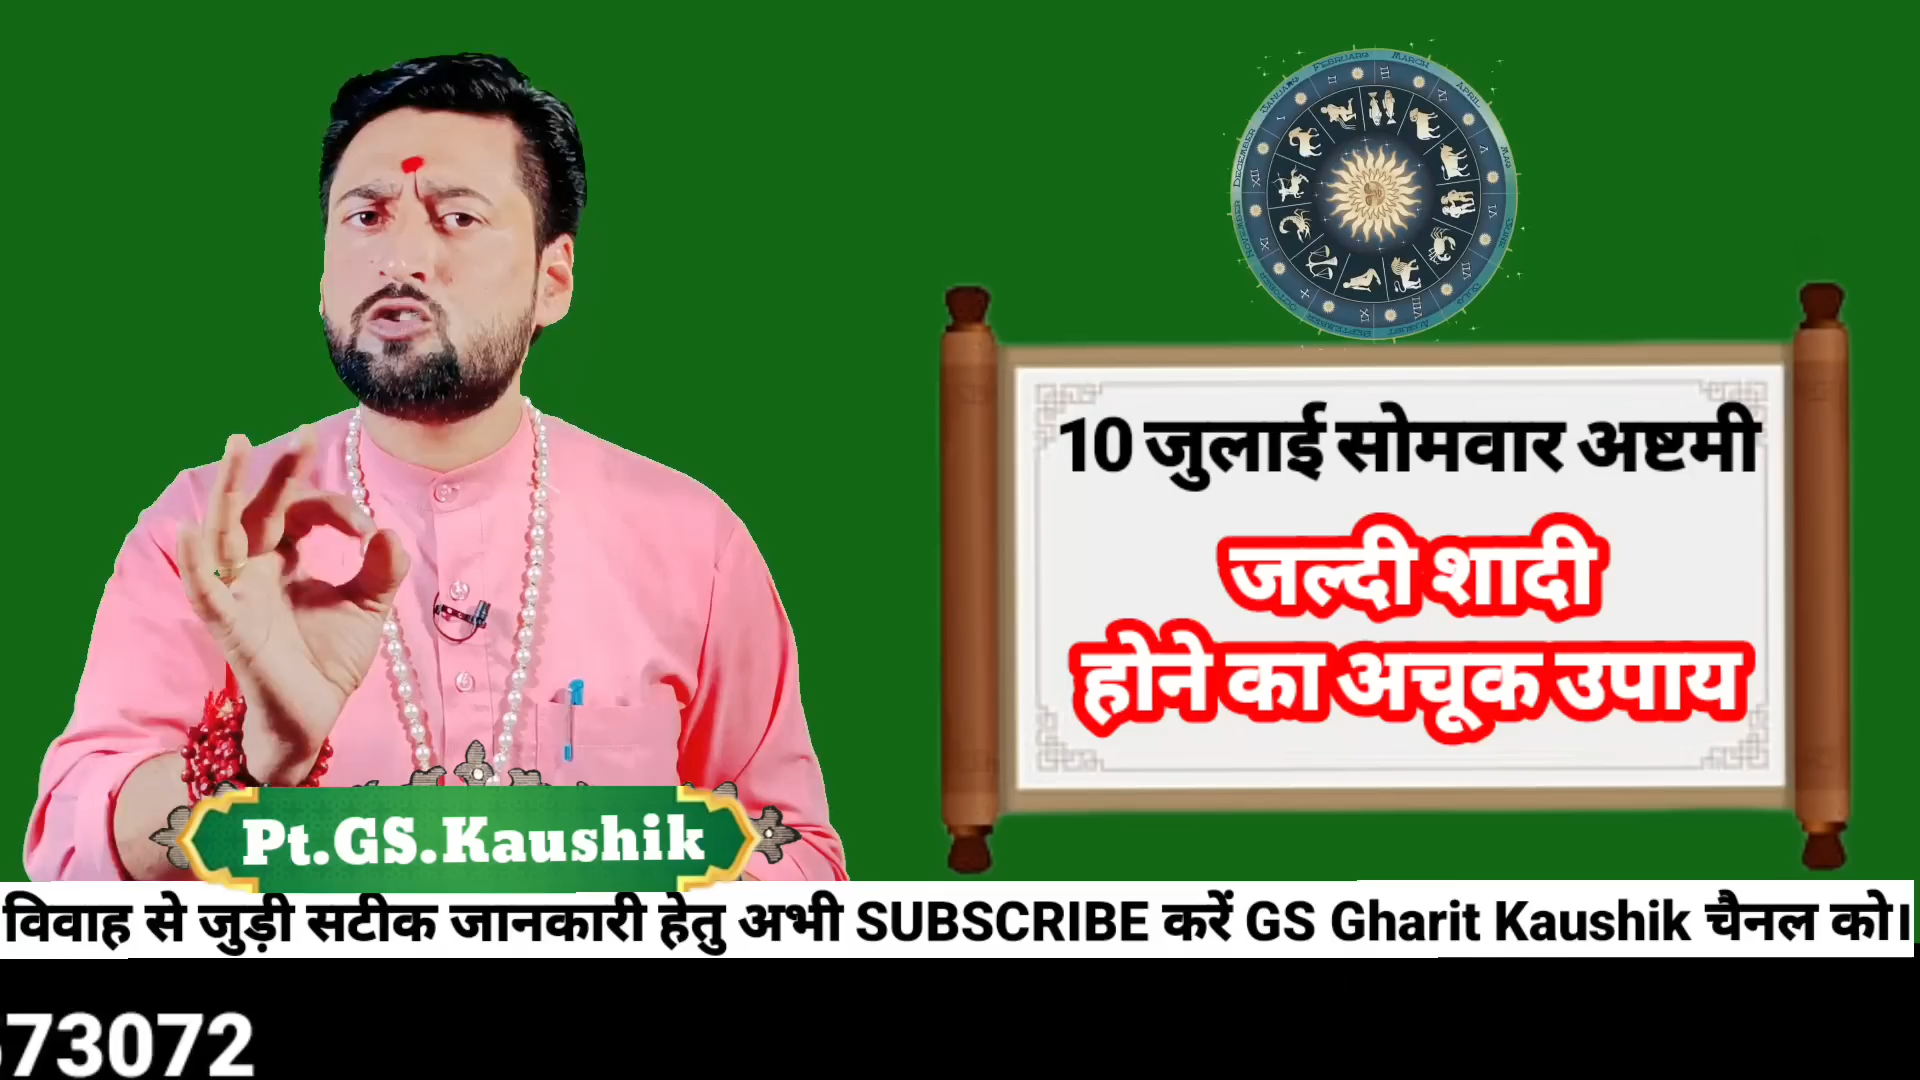 10 जुलाई सोमवार अष्टमी
जल्दी शादी
होने का अचूक उपाय
Pt.GS.Kaushik
विवाह से जुड़ी सटीक जानकारी हेतु अभी SUBSCRIBE करें GS Gharit Kaushik चैनल को।
73072